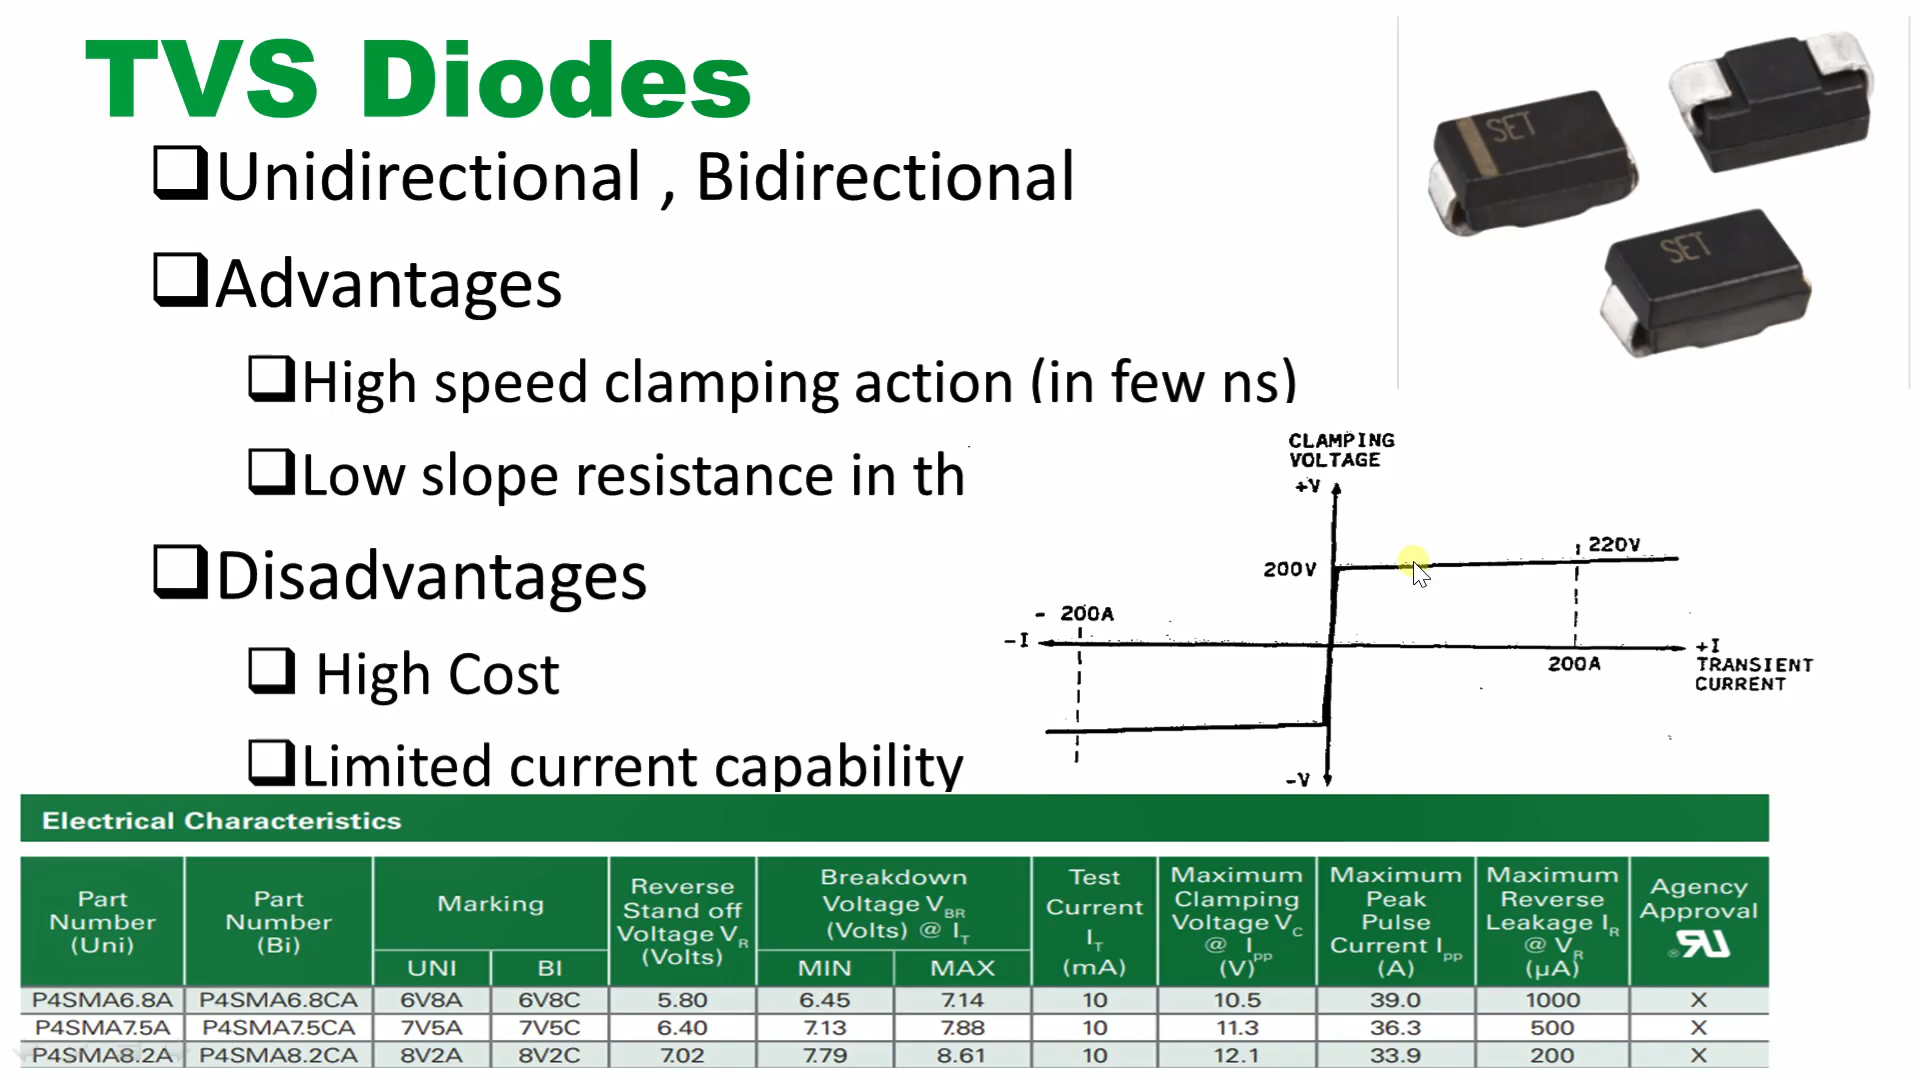 TVS Diodes
Unidirectional , Bidirectional
Advantages
High speed clamping action (in few ns)
Low slope resistance in th
Disadvantages
High Cost
Limited current capability
SET
SET
CLAMPING
VOLTAGE
+V
200V
220V
- 200A
-I
+I
200A
TRANSIENT
CURRENT
-V
Electrical Characteristics
Part Number (Uni) Part Number (Bi) Marking Reverse Stand off Voltage VR (Volts) Breakdown Voltage VBR (Volts) @ IT Test Current IT (mA) Maximum Clamping Voltage VC @ Ipp (V) Maximum Peak Pulse Current Ipp (A) Maximum Reverse Leakage IR @ VR (µA) Agency Approval
UNI BI MIN MAX
P4SMA6.8A P4SMA6.8CA 6V8A 6V8C 5.80 6.45 7.14 10 10.5 39.0 1000 X
P4SMA7.5A P4SMA7.5CA 7V5A 7V5C 6.40 7.13 7.88 10 11.3 36.3 500 X
P4SMA8.2A P4SMA8.2CA 8V2A 8V2C 7.02 7.79 8.61 10 12.1 33.9 200 X